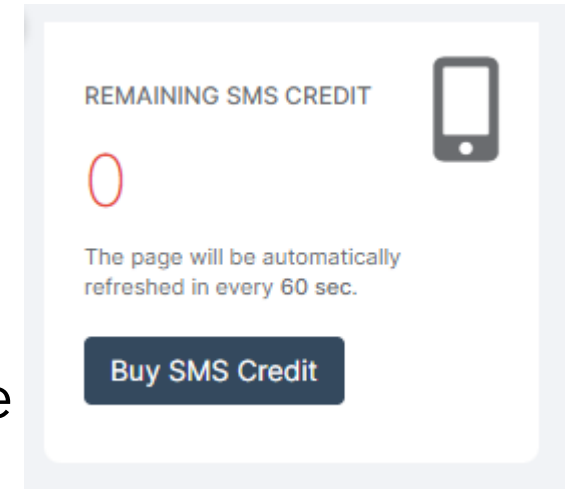 REMAINING SMS CREDIT
0
The page will be automatically
refreshed in every 60 sec.
Buy SMS Credit
e